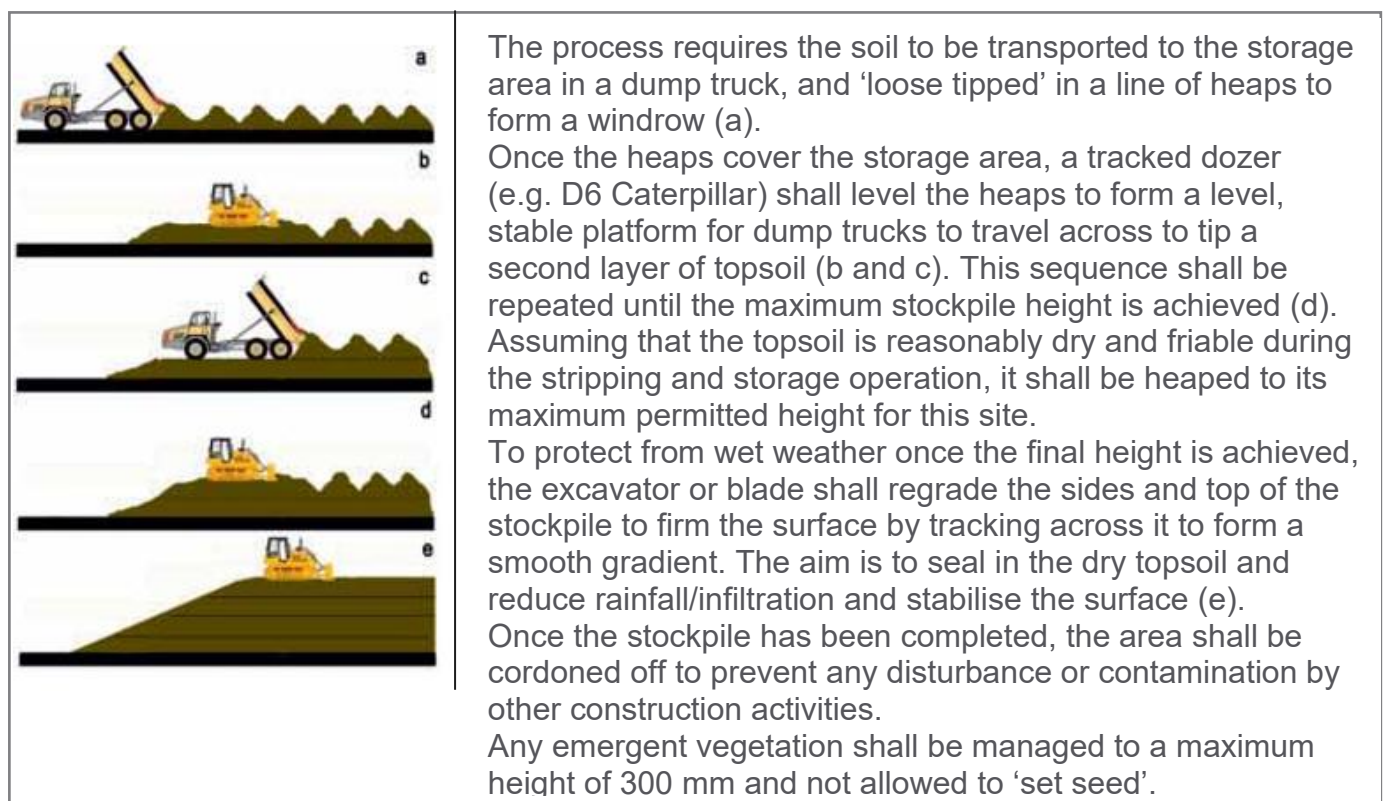 a
b
c
d
e
The process requires the soil to be transported to the storage
area in a dump truck, and ‘loose tipped’ in a line of heaps to
form a windrow (a).
Once the heaps cover the storage area, a tracked dozer
(e.g. D6 Caterpillar) shall level the heaps to form a level,
stable platform for dump trucks to travel across to tip a
second layer of topsoil (b and c). This sequence shall be
repeated until the maximum stockpile height is achieved (d).
Assuming that the topsoil is reasonably dry and friable during
the stripping and storage operation, it shall be heaped to its
maximum permitted height for this site.
To protect from wet weather once the final height is achieved,
the excavator or blade shall regrade the sides and top of the
stockpile to firm the surface by tracking across it to form a
smooth gradient. The aim is to seal in the dry topsoil and
reduce rainfall/infiltration and stabilise the surface (e).
Once the stockpile has been completed, the area shall be
cordoned off to prevent any disturbance or contamination by
other construction activities.
Any emergent vegetation shall be managed to a maximum
height of 300 mm and not allowed to ‘set seed’.